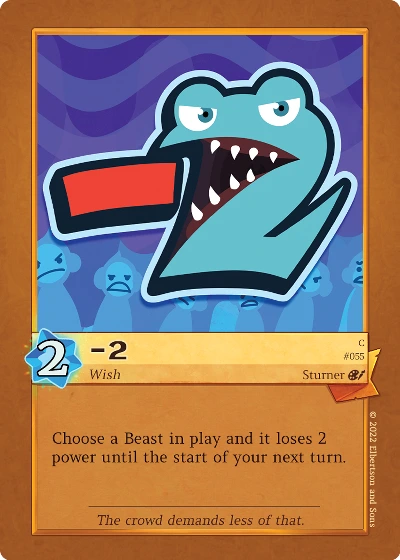 -2
2
-2
Wish
C
#055
Sturner
Choose a Beast in play and it loses 2
power until the start of your next turn.
The crowd demands less of that.
© 2022 Elbertson and Sons